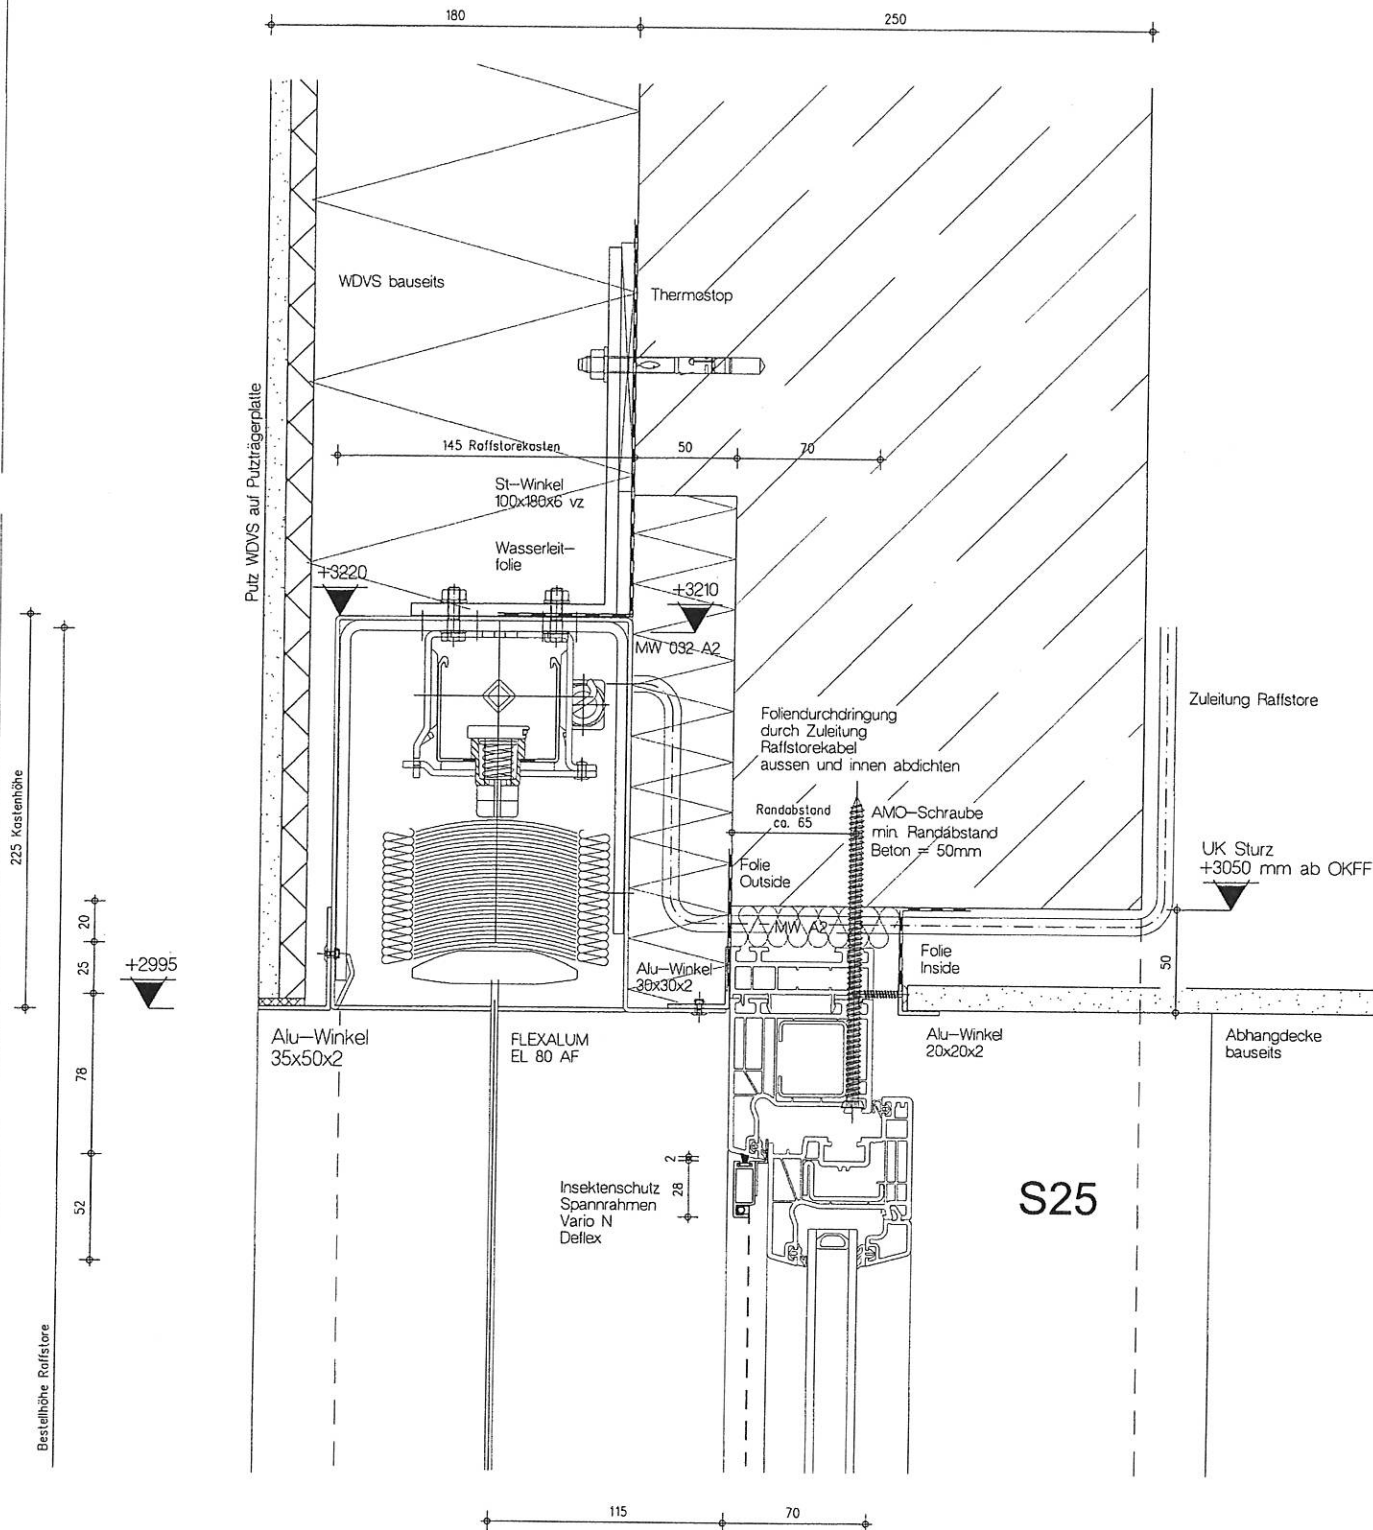 180
250
WDVS bauseits
Thermostop
Putz WDVS auf Putzträgerplatte
145 Raffstorekasten
50
70
St-Winkel
100x180x6 vz
Wasserleit-
folie
+3220
+3210
MW 032 A2
Zuleitung Raffstore
Foliendurchdringung
durch Zuleitung
Raffstorekabel
aussen und innen abdichten
225 Kastenhöhe
Randabstand
ca. 65
AMO-Schraube
min. Randabstand
Beton = 50mm
UK Sturz
+3050 mm ab OKFF
Folie
Outside
20
MW A2
25
+2995
Folie
Inside
50
Alu-Winkel
30x30x2
Alu-Winkel
35x50x2
FLEXALUM
EL 80 AF
Alu-Winkel
20x20x2
Abhangdecke
bauseits
78
2
28
Insektenschutz
Spannrahmen
Vario N
Deflex
52
S25
Bestellhöhe Raffstore
115
70